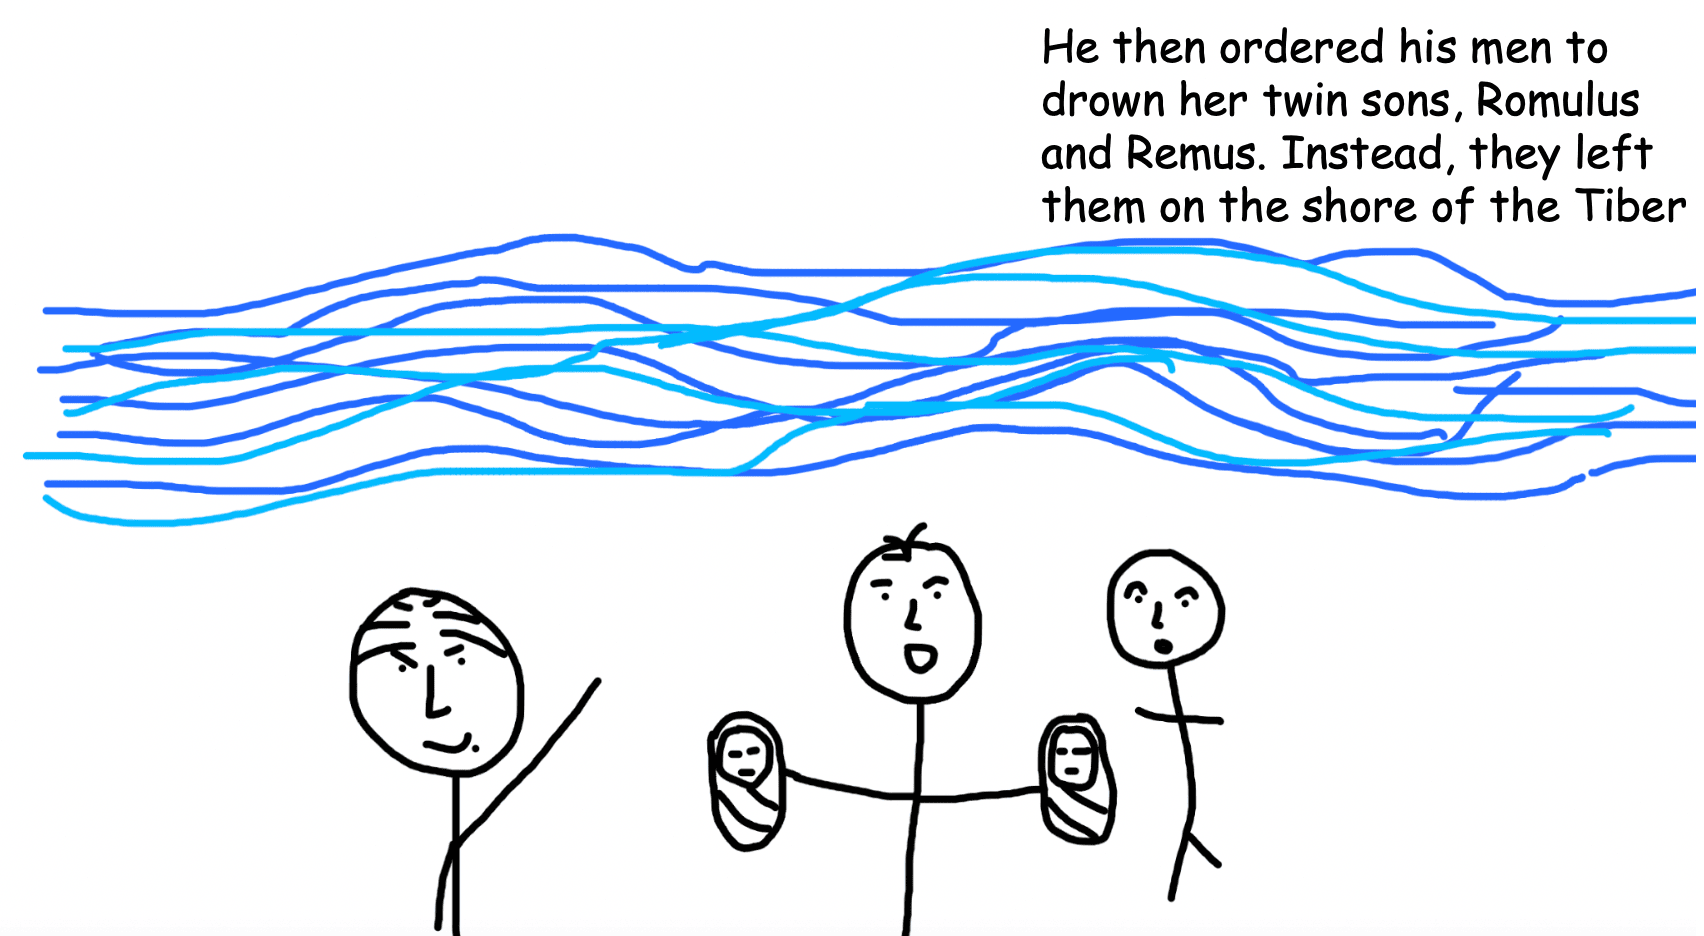 He then ordered his men to
drown her twin sons, Romulus
and Remus. Instead, they left
them on the shore of the Tiber